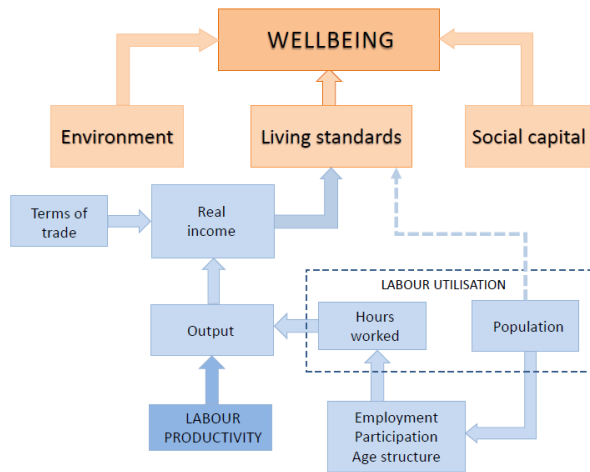 WELLBEING
Environment
Living standards
Social capital
Terms of
trade
Real
income
LABOUR UTILISATION
Output
Hours
worked
Population
LABOUR
PRODUCTIVITY
Employment
Participation
Age structure